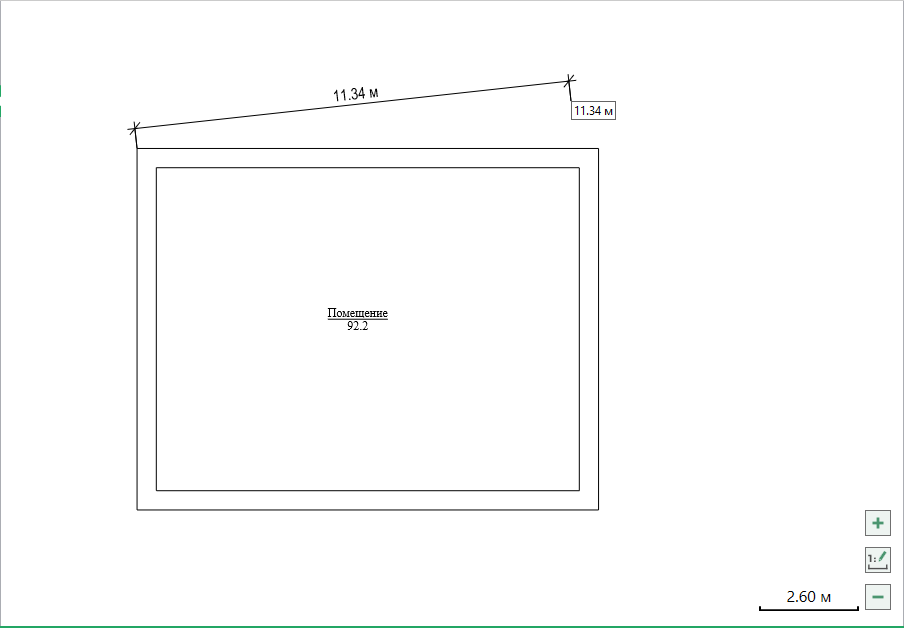 11.34 м
11.34 м
Помещение
92.2
1:
2.60 м